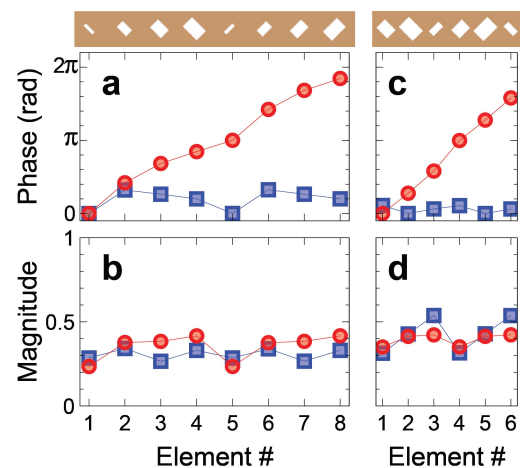 a
c
2π
π
0
Phase (rad)
b
d
1
0.5
0
Magnitude
1 2 3 4 5 6 7 8
1 2 3 4 5 6
Element #
Element #